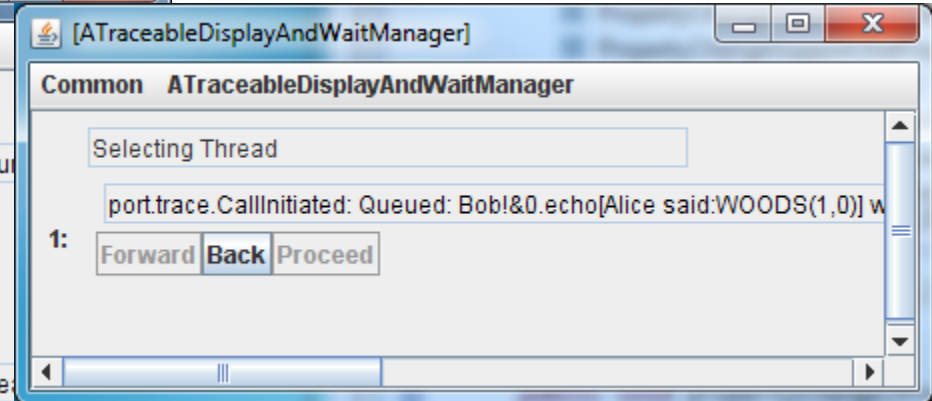 [ATraceableDisplayAndWaitManager]
Common ATraceableDisplayAndWaitManager
Selecting Thread
port.trace.CallInitiated: Queued: Bob!&0.echo[Alice said:WOODS(1,0)] w
1:
Forward Back Proceed